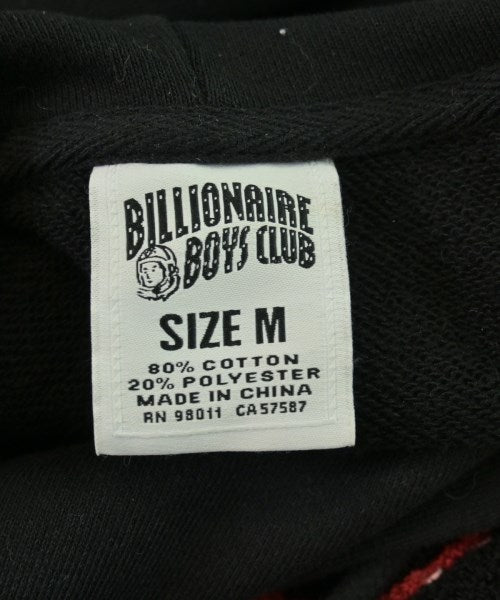 BILLIONAIRE
BOYS CLUB
SIZE M
80% COTTON
20% POLYESTER
MADE IN CHINA
RN 98011 CA57587